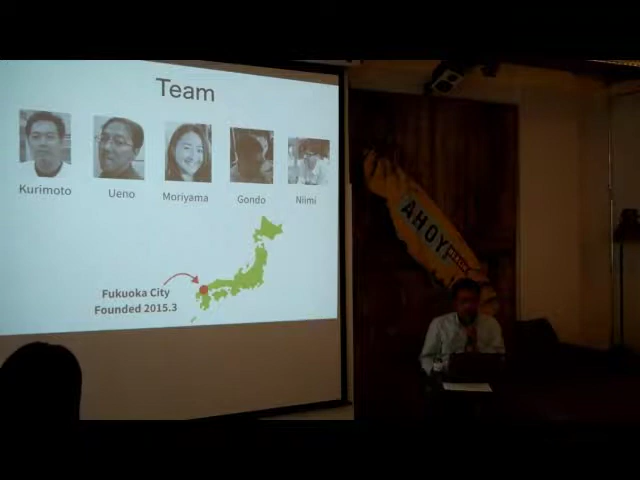 Team
Kurimoto
Ueno
Moriyama
Gondo
Niimi
Fukuoka City
Founded 2015.3
AHOY!